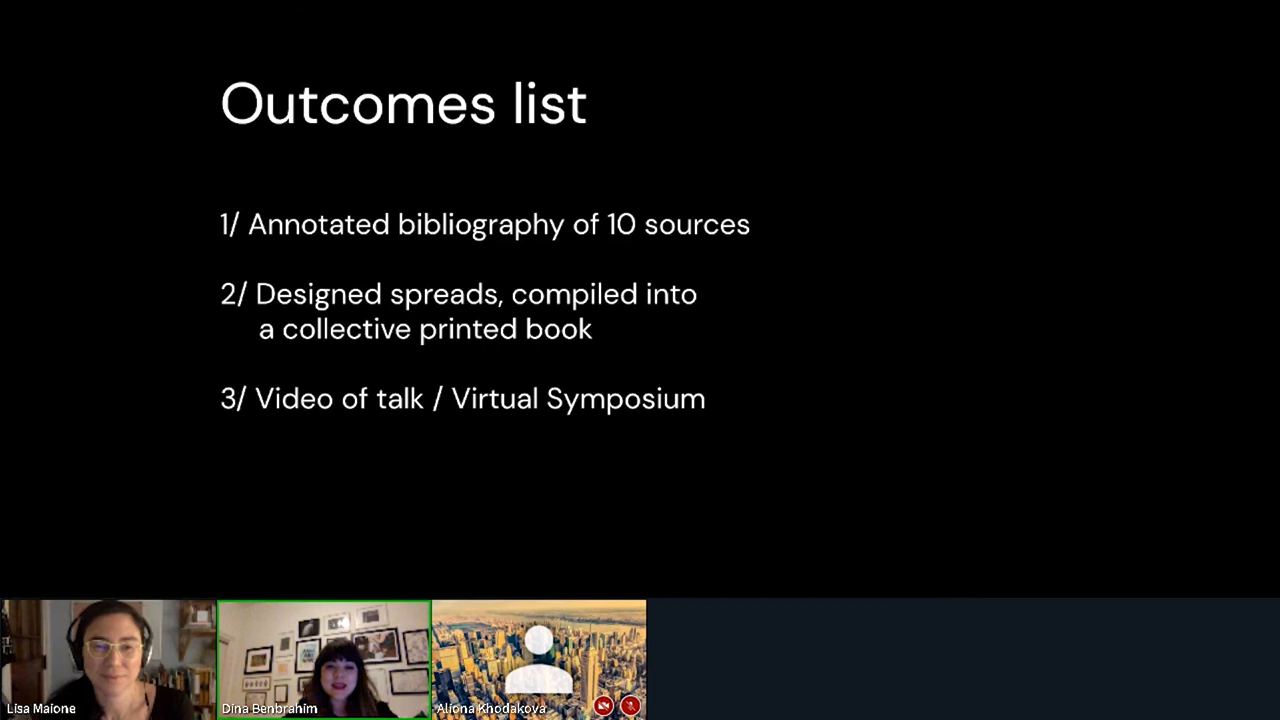 Outcomes list
1/ Annotated bibliography of 10 sources
2/ Designed spreads, compiled into
a collective printed book
3/ Video of talk / Virtual Symposium
Lisa Maione
Dina Benbrahim
Aliona Khodakova